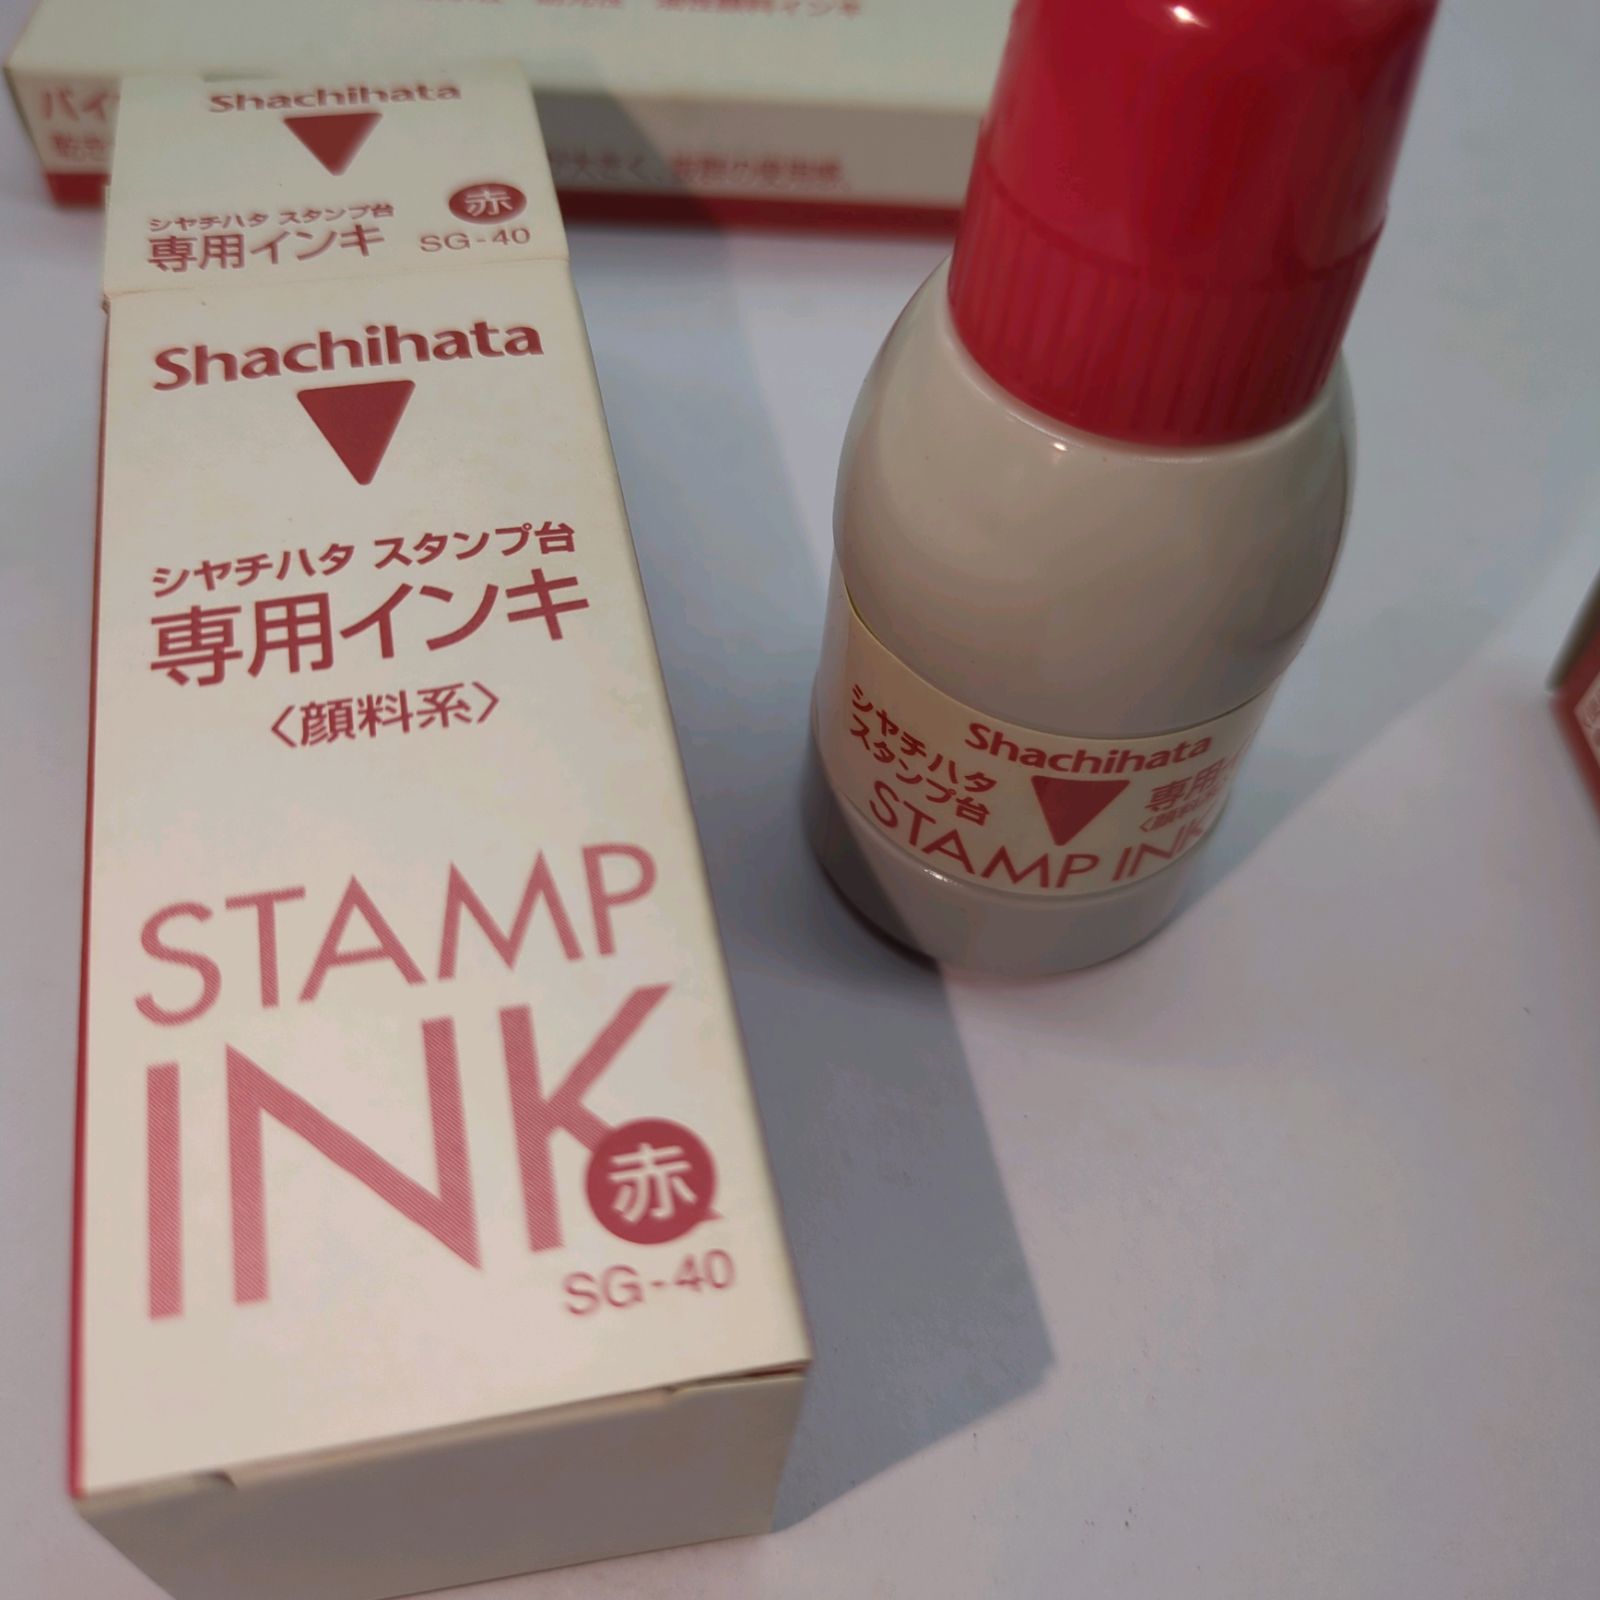 Shachihata
シヤチハタ スタンプ台
専用インキ
赤
SG-40
Shachihata
シヤチハタ スタンプ台
専用インキ
〈顔料系〉
STAMP
INK
赤
SG-40
シヤチハタ
スタンプ台
Shachihata
専用
STAMP INK